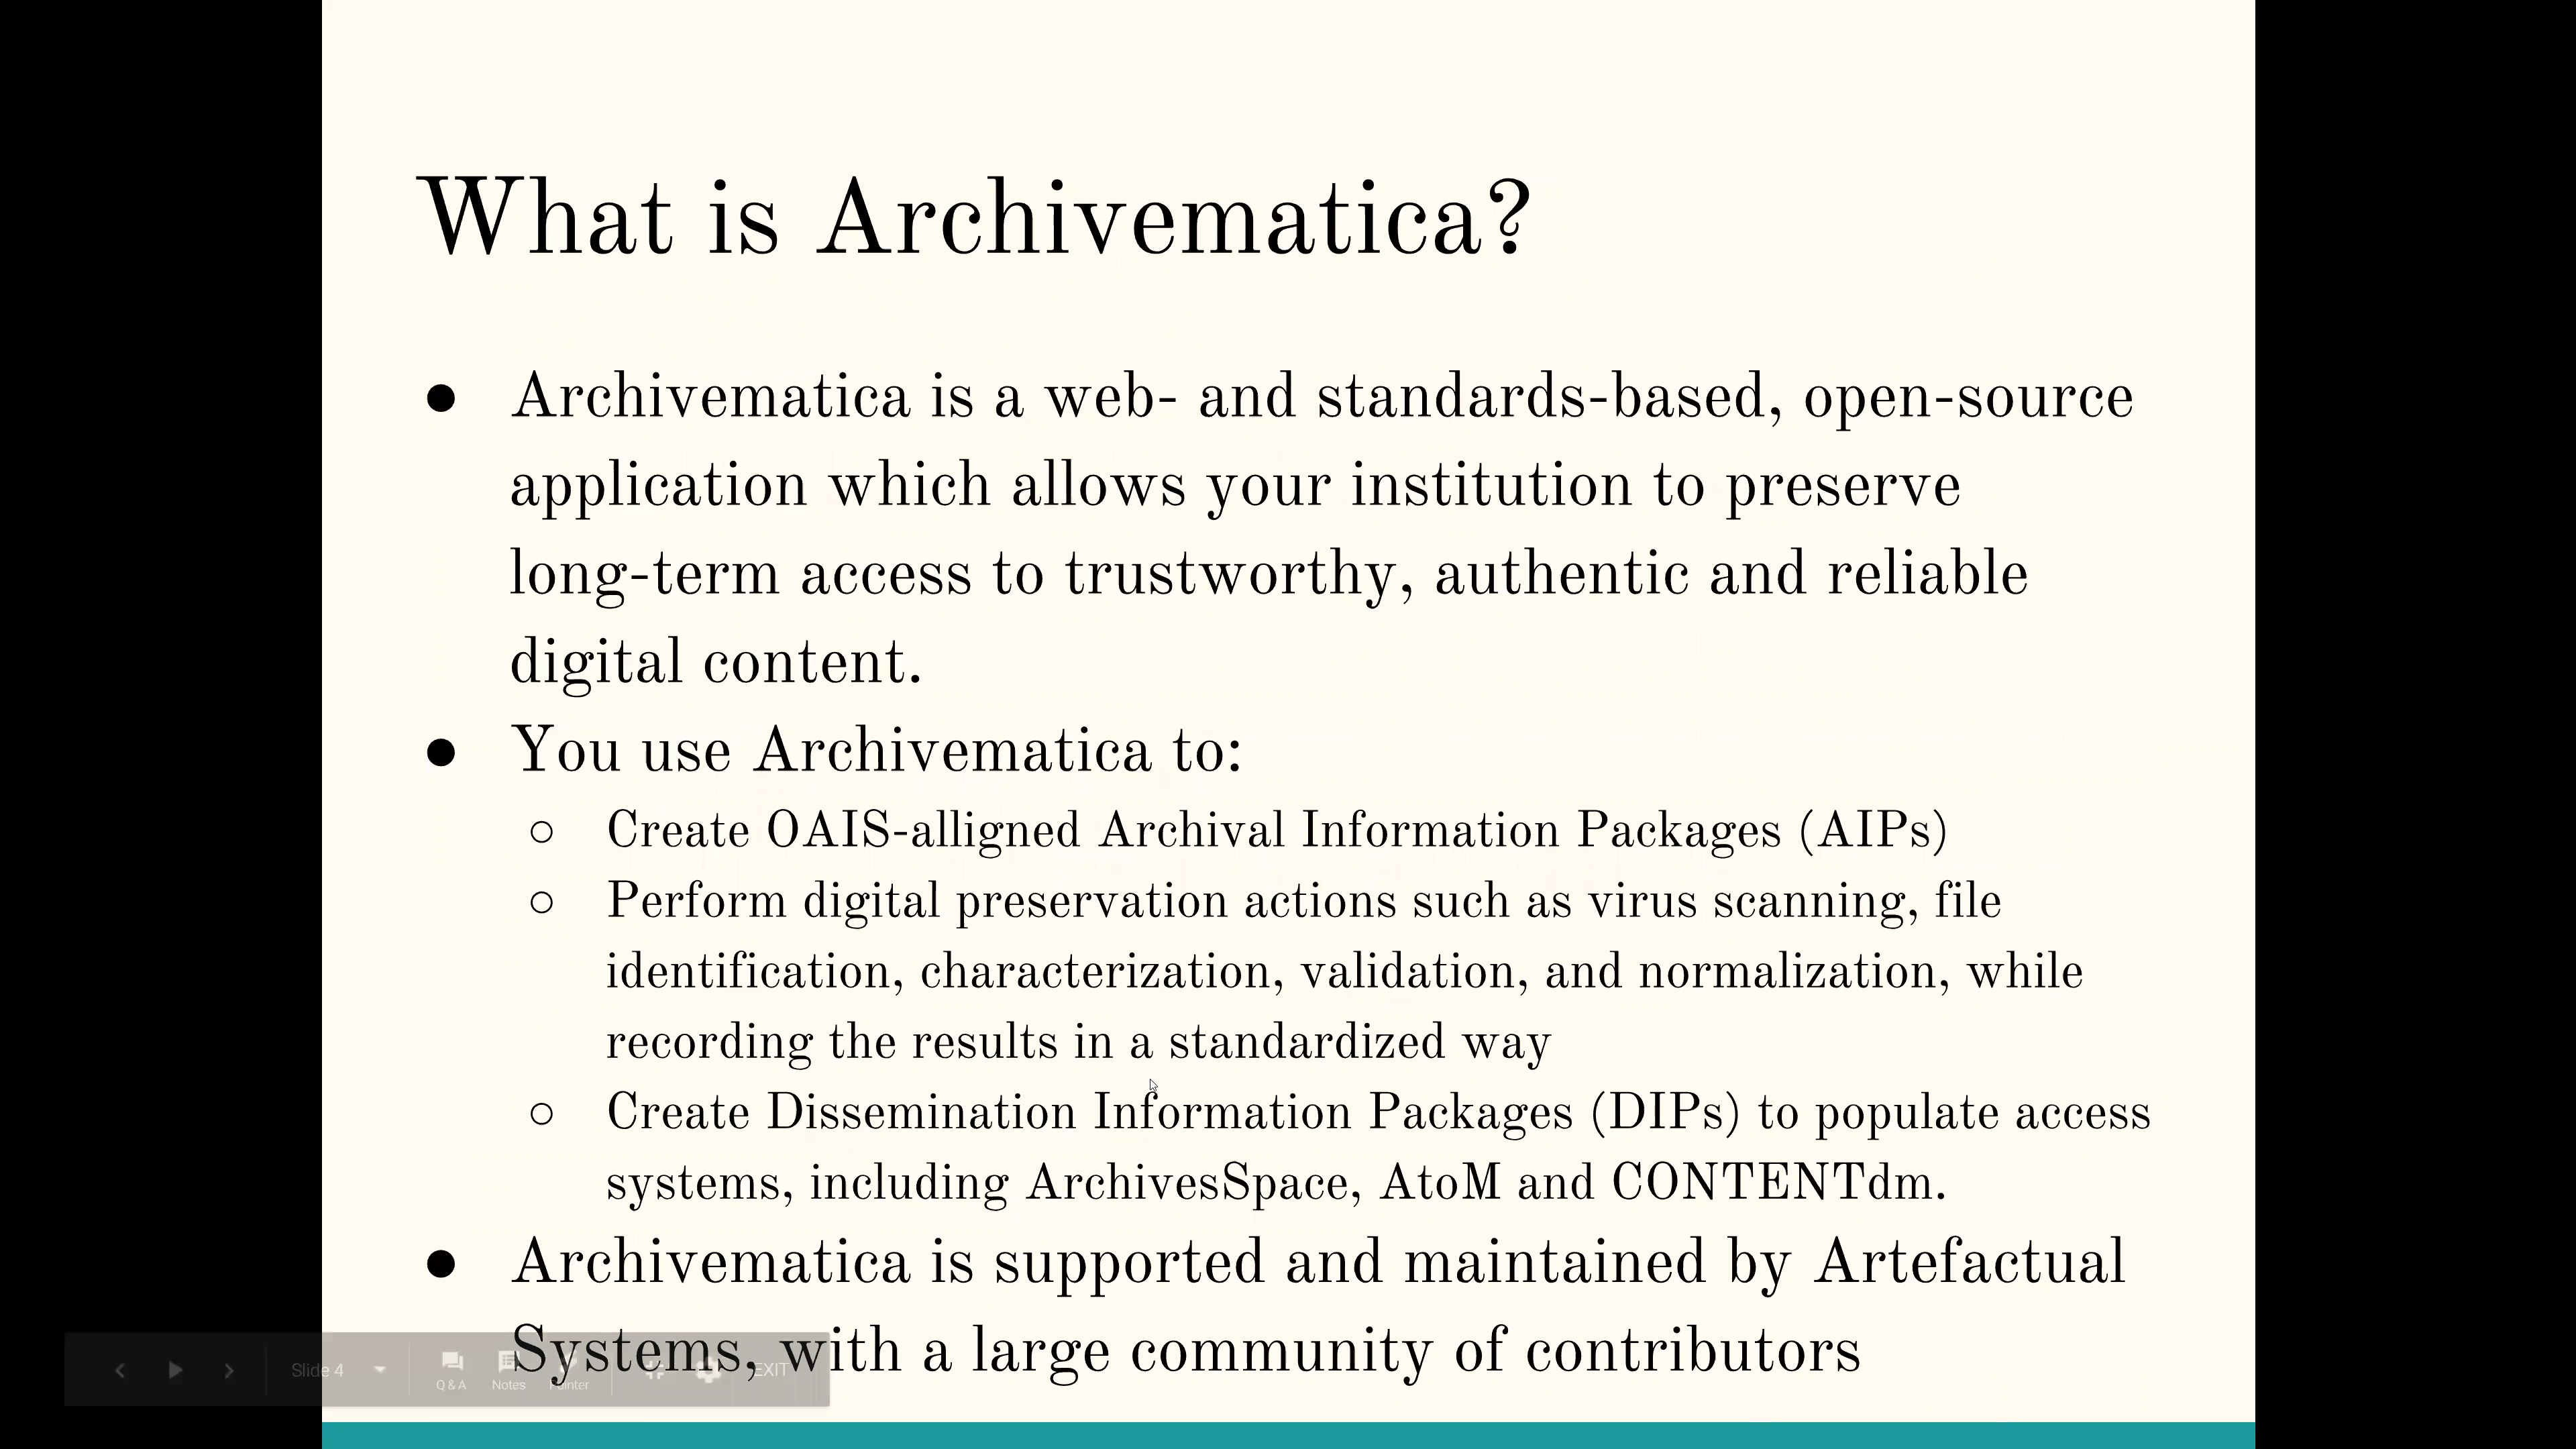 What is Archivematica?
● Archivematica is a web- and standards-based, open-source
application which allows your institution to preserve
long-term access to trustworthy, authentic and reliable
digital content.
● You use Archivematica to:
○ Create OAIS-alligned Archival Information Packages (AIPs)
○ Perform digital preservation actions such as virus scanning, file
identification, characterization, validation, and normalization, while
recording the results in a standardized way
○ Create Dissemination Information Packages (DIPs) to populate access
systems, including ArchivesSpace, AtoM and CONTENTdm.
● Archivematica is supported and maintained by Artefactual
Systems, with a large community of contributors
Slide 4
Q & A
Notes
Pointer
EXIT